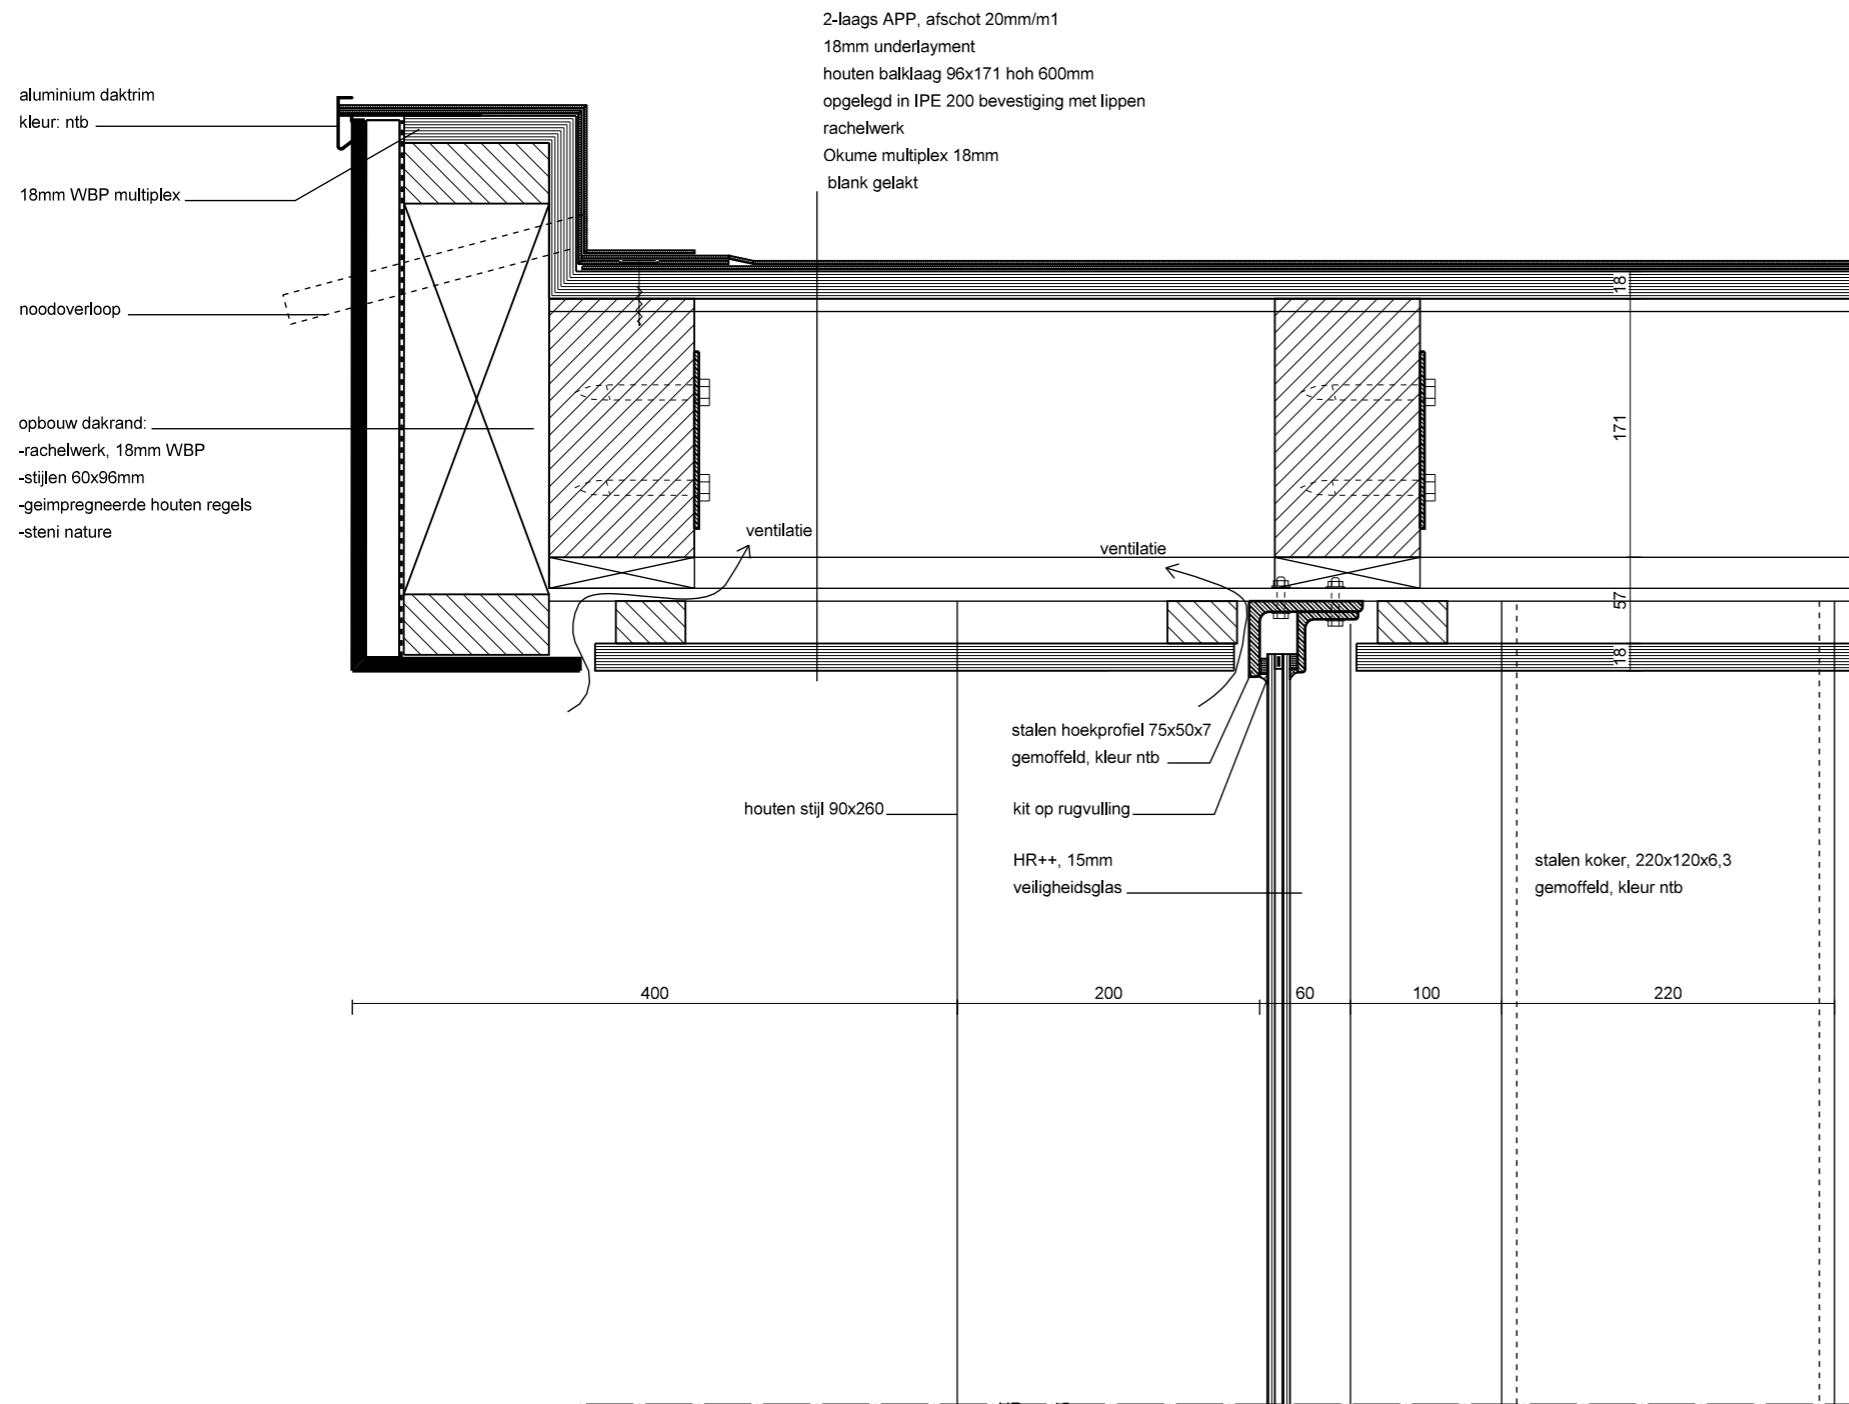 2-laags APP, afschot 20mm/m1
18mm underlayment
houten balklaag 96x171 hoh 600mm
opgelegd in IPE 200 bevestiging met lippen
rachelwerk
Okume multiplex 18mm
blank gelakt
aluminium daktrim
kleur: ntb
18mm WBP multiplex
noodoverloop
opbouw dakrand:
-rachelwerk, 18mm WBP
-stijlen 60x96mm
-geimpregneerde houten regels
-steni nature
ventilatie
ventilatie
18
171
57
18
stalen hoekprofiel 75x50x7
gemoffeld, kleur ntb
houten stijl 90x260
kit op rugvulling
HR++, 15mm
veiligheidsglas
stalen koker, 220x120x6,3
gemoffeld, kleur ntb
400
200
60
100
220